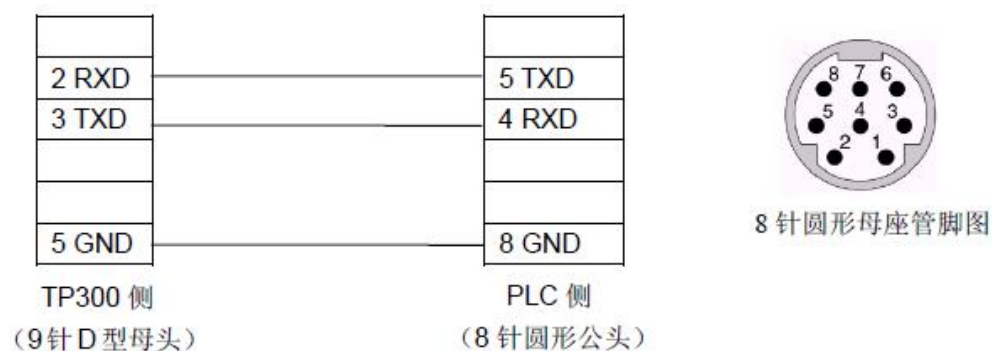 2 RXD 5 TXD
3 TXD 4 RXD
5 GND 8 GND
TP300 侧 PLC 侧
（9针D型母头） （8针圆形公头）
8 7 6
5 4 3
2 1
8针圆形母座管脚图